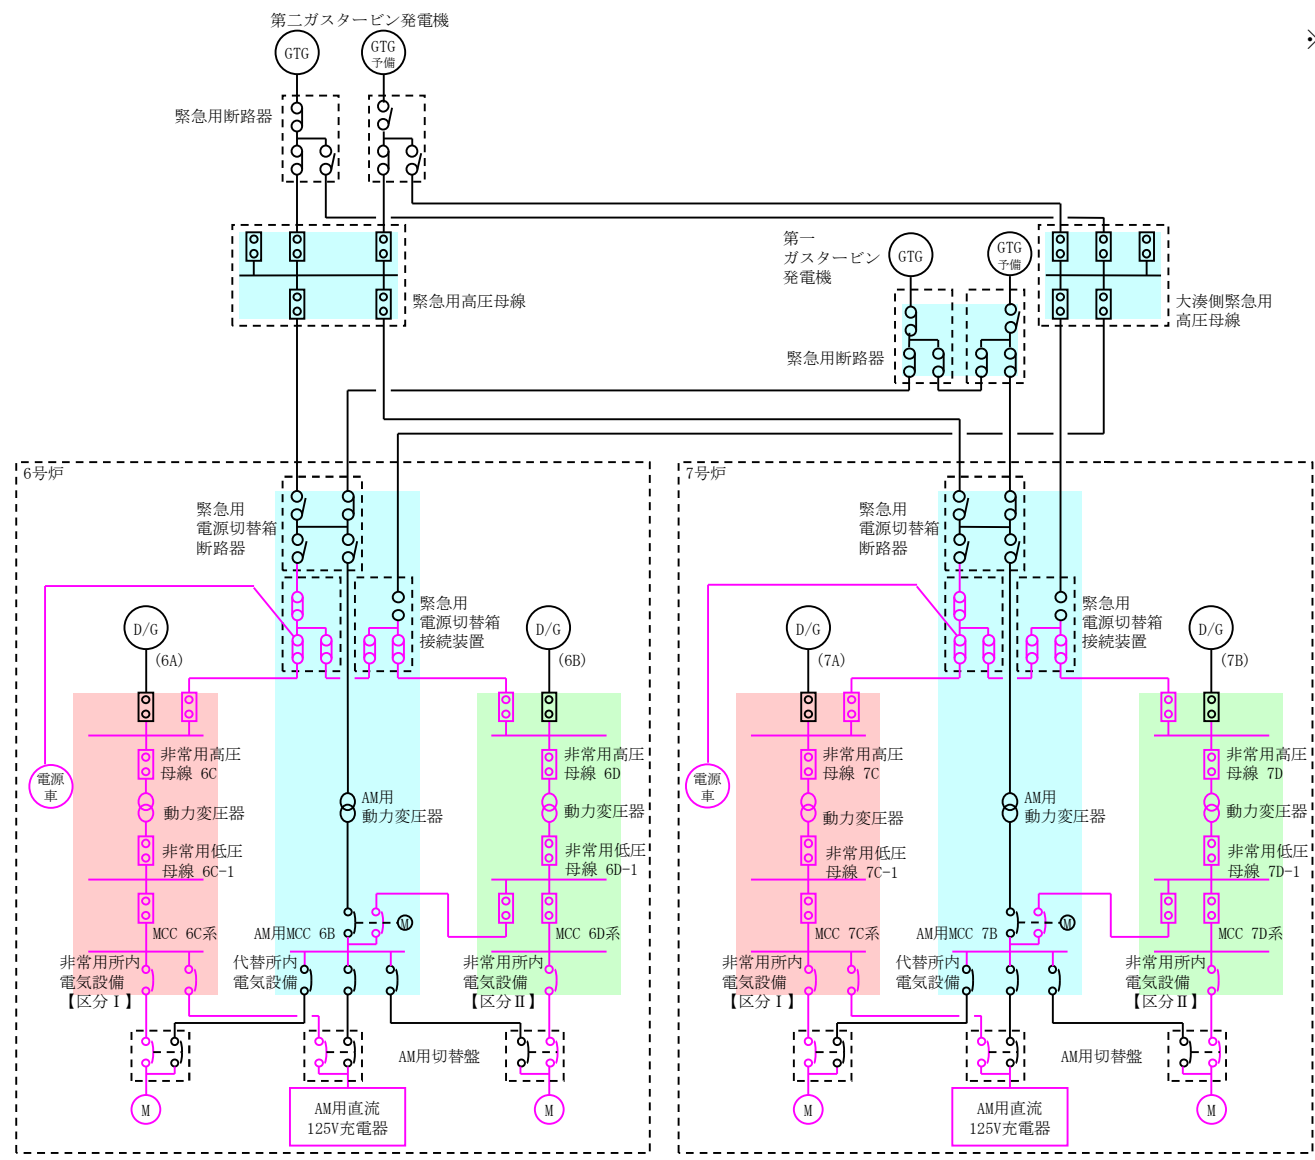 第二ガスタービン発電機
GTG
GTG
予備
※
緊急用断路器
第一
ガスタービン
発電機
GTG
GTG
予備
緊急用高圧母線
大湊側緊急用
高圧母線
緊急用断路器
6号炉
緊急用
電源切替箱
断路器
緊急用
電源切替箱
接続装置
D/G
(6A)
D/G
(6B)
電源
車
非常用高圧
母線 6C
動力変圧器
非常用低圧
母線 6C-1
AM用
動力変圧器
非常用高圧
母線 6D
動力変圧器
非常用低圧
母線 6D-1
MCC 6C系
AM用MCC 6B
M
MCC 6D系
非常用所内
電気設備
【区分Ⅰ】
代替所内
電気設備
非常用所内
電気設備
【区分Ⅱ】
AM用切替盤
M
AM用直流
125V充電器
M
7号炉
緊急用
電源切替箱
断路器
緊急用
電源切替箱
接続装置
D/G
(7A)
D/G
(7B)
電源
車
非常用高圧
母線 7C
動力変圧器
非常用低圧
母線 7C-1
AM用
動力変圧器
非常用高圧
母線 7D
動力変圧器
非常用低圧
母線 7D-1
MCC 7C系
AM用MCC 7B
M
MCC 7D系
非常用所内
電気設備
【区分Ⅰ】
代替所内
電気設備
非常用所内
電気設備
【区分Ⅱ】
AM用切替盤
M
AM用直流
125V充電器
M